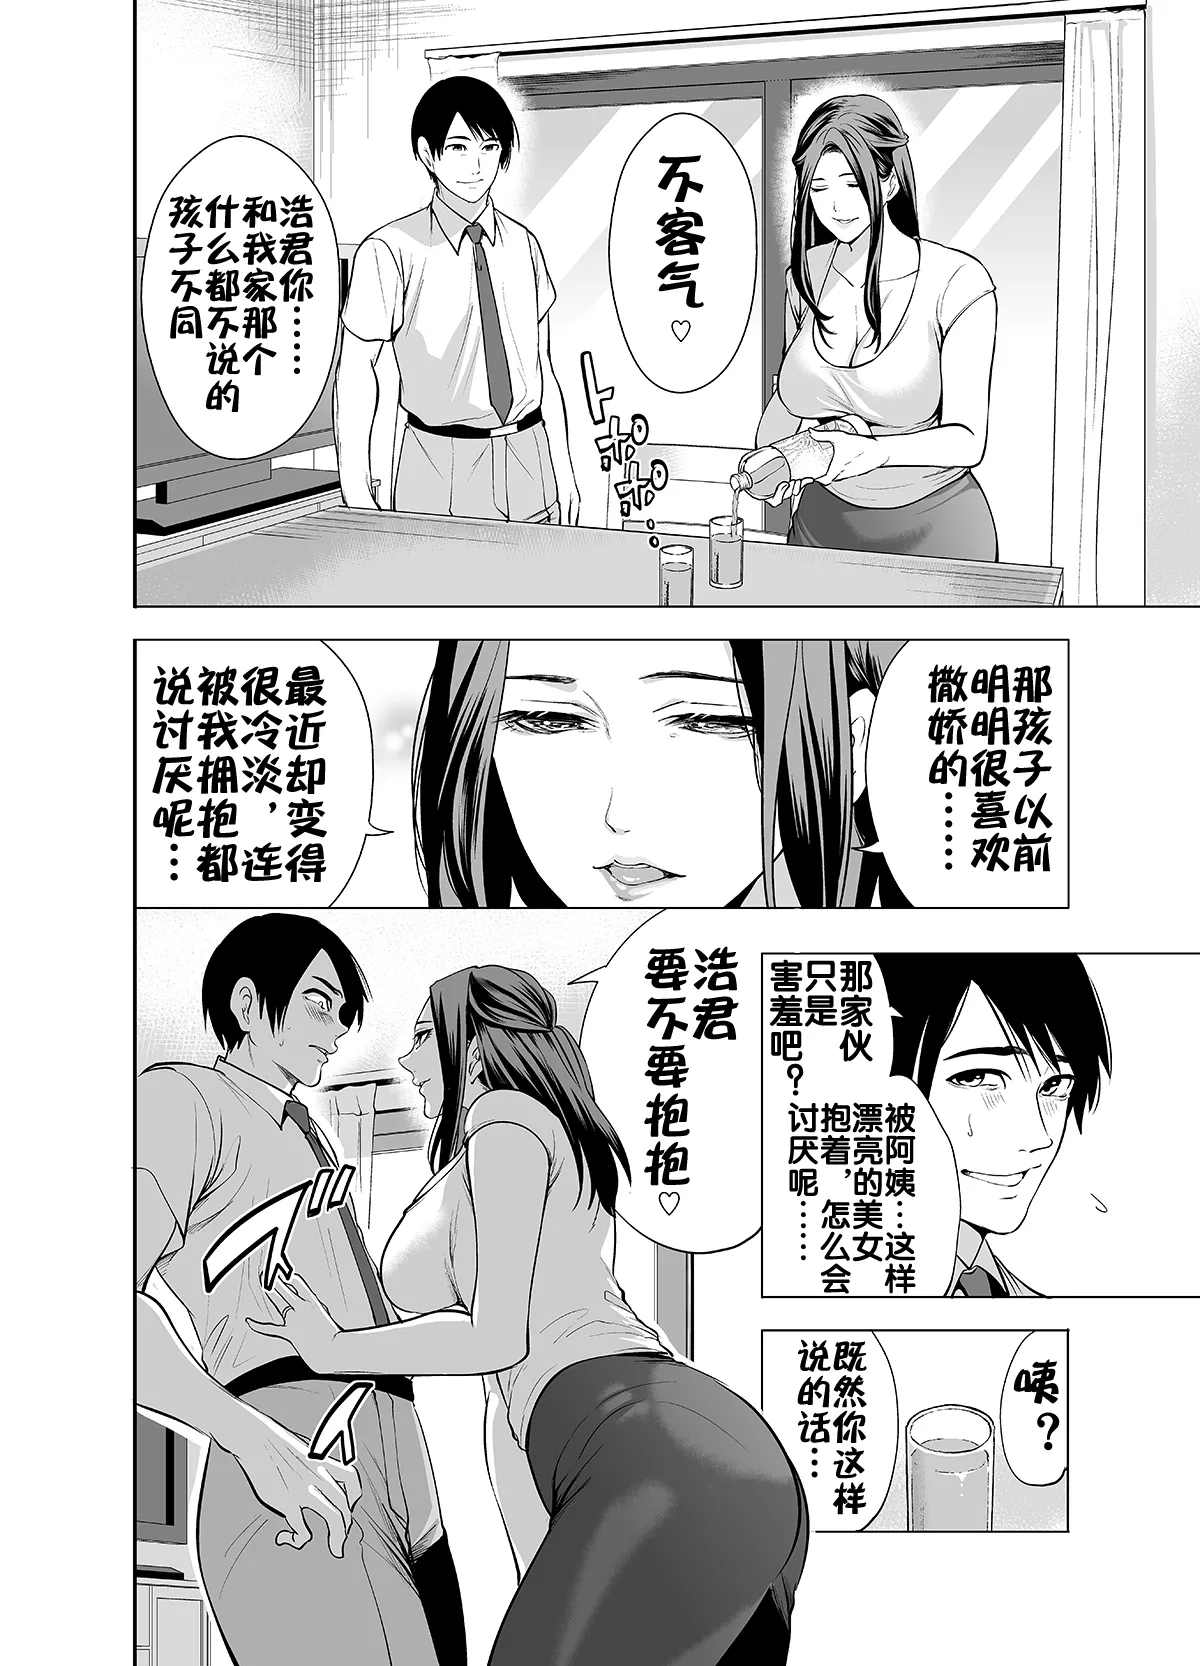 不客气♡
トポポポ…
浩君你……
和我家那个
什么都不说的
孩子不同
那孩子以前
明明很喜欢
撒娇的……
最近却变得
很冷淡，连
被我拥抱都
说讨厌呢…
那家伙
只是
害羞吧？
被阿姨…这样
漂亮的美女
抱着，怎么会
讨厌呢……
咦？
既然你这样
说的话…
浩君
要不要抱抱♡